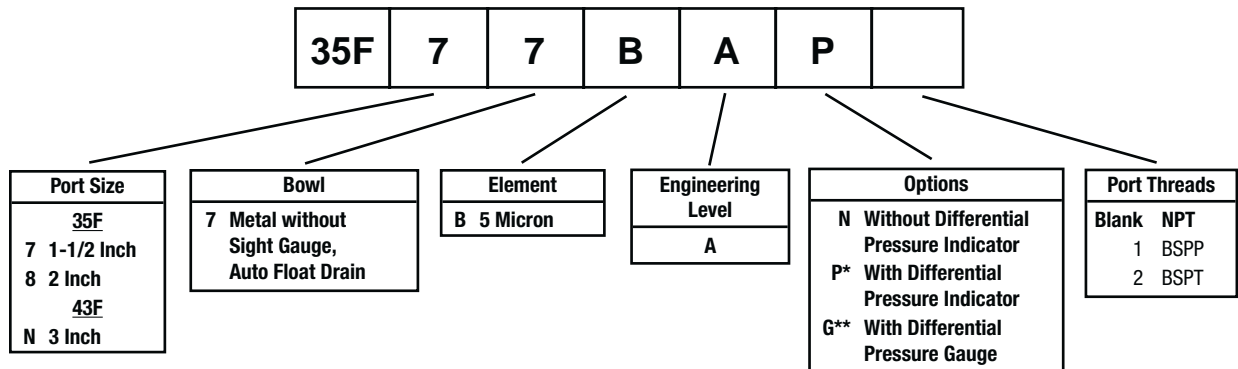 35F 7 7 B A P
Port Size
35F
7 1-1/2 Inch
8 2 Inch
43F
N 3 Inch
Bowl
7 Metal without
Sight Gauge,
Auto Float Drain
Element
B 5 Micron
Engineering
Level
A
Options
N Without Differential
Pressure Indicator
P* With Differential
Pressure Indicator
G** With Differential
Pressure Gauge
Port Threads
Blank NPT
1 BSPP
2 BSPT